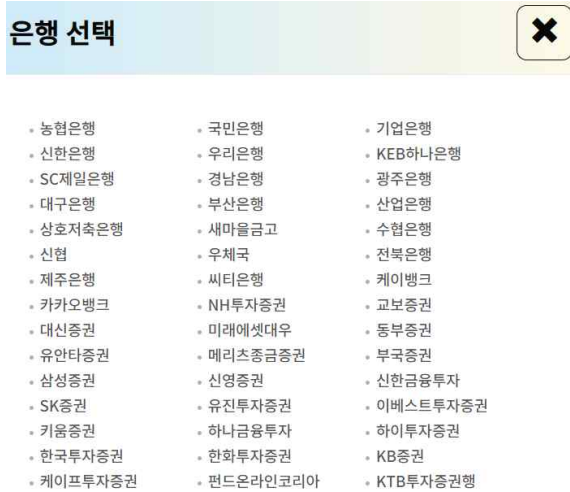 은행 선택
농협은행 국민은행 기업은행
신한은행 우리은행 KEB하나은행
SC제일은행 경남은행 광주은행
대구은행 부산은행 산업은행
상호저축은행 새마을금고 수협은행
신협 우체국 전북은행
제주은행 씨티은행 케이뱅크
카카오뱅크 NH투자증권 교보증권
대신증권 미래에셋대우 동부증권
유안타증권 메리츠종금증권 부국증권
삼성증권 신영증권 신한금융투자
SK증권 유진투자증권 이베스트투자증권
키움증권 하나금융투자 하이투자증권
한국투자증권 한화투자증권 KB증권
케이프투자증권 펀드온라인코리아 KTB투자증권행